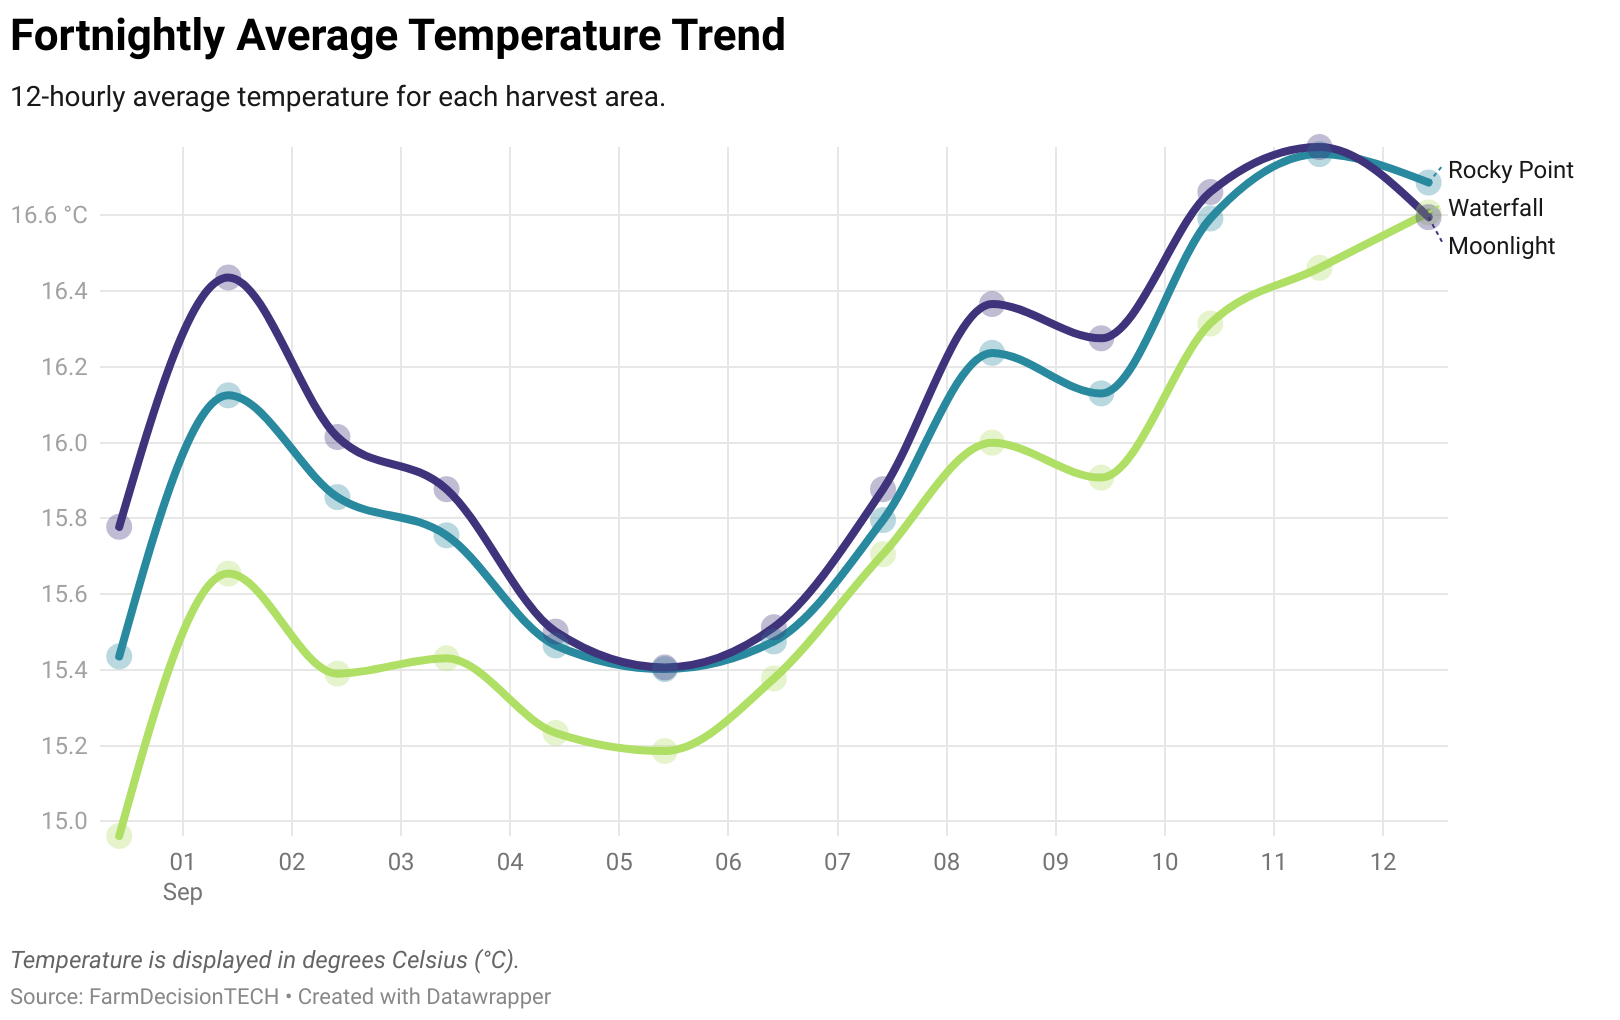 Fortnightly Average Temperature Trend
12-hourly average temperature for each harvest area.
Rocky Point
16.6 °C
Waterfall
Moonlight
16.4
16.2
16.0
15.8
15.6
15.4
15.2
15.0
01 02 03 04 05 06 07 08 09 10 11 12
Sep
Temperature is displayed in degrees Celsius (°C).
Source: FarmDecisionTECH • Created with Datawrapper